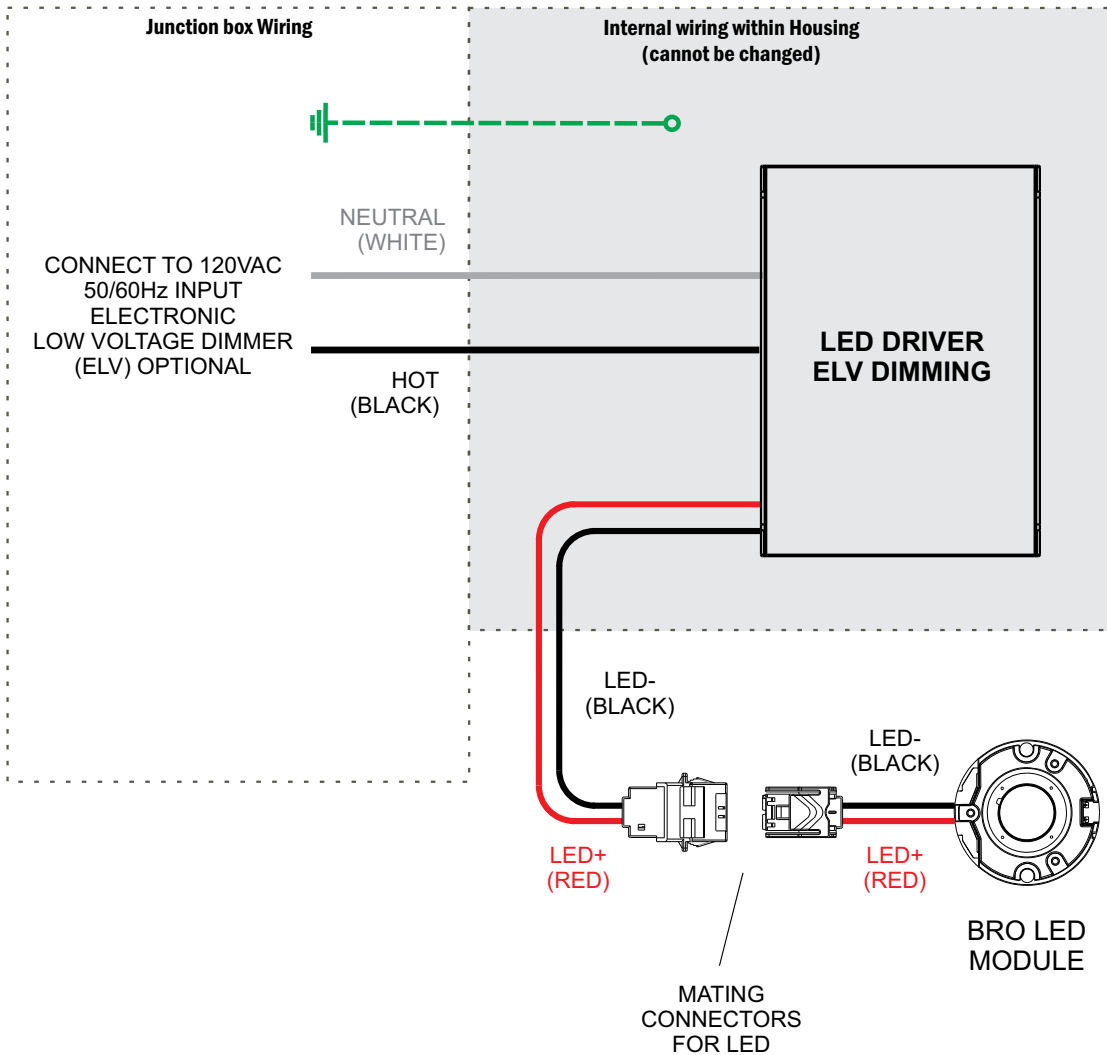 Junction box Wiring
Internal wiring within Housing
(cannot be changed)
NEUTRAL
(WHITE)
CONNECT TO 120VAC
50/60Hz INPUT
ELECTRONIC
LOW VOLTAGE DIMMER
(ELV) OPTIONAL
HOT
(BLACK)
LED DRIVER
ELV DIMMING
LED-
(BLACK)
LED-
(BLACK)
LED+
(RED)
LED+
(RED)
BRO LED
MODULE
MATING
CONNECTORS
FOR LED